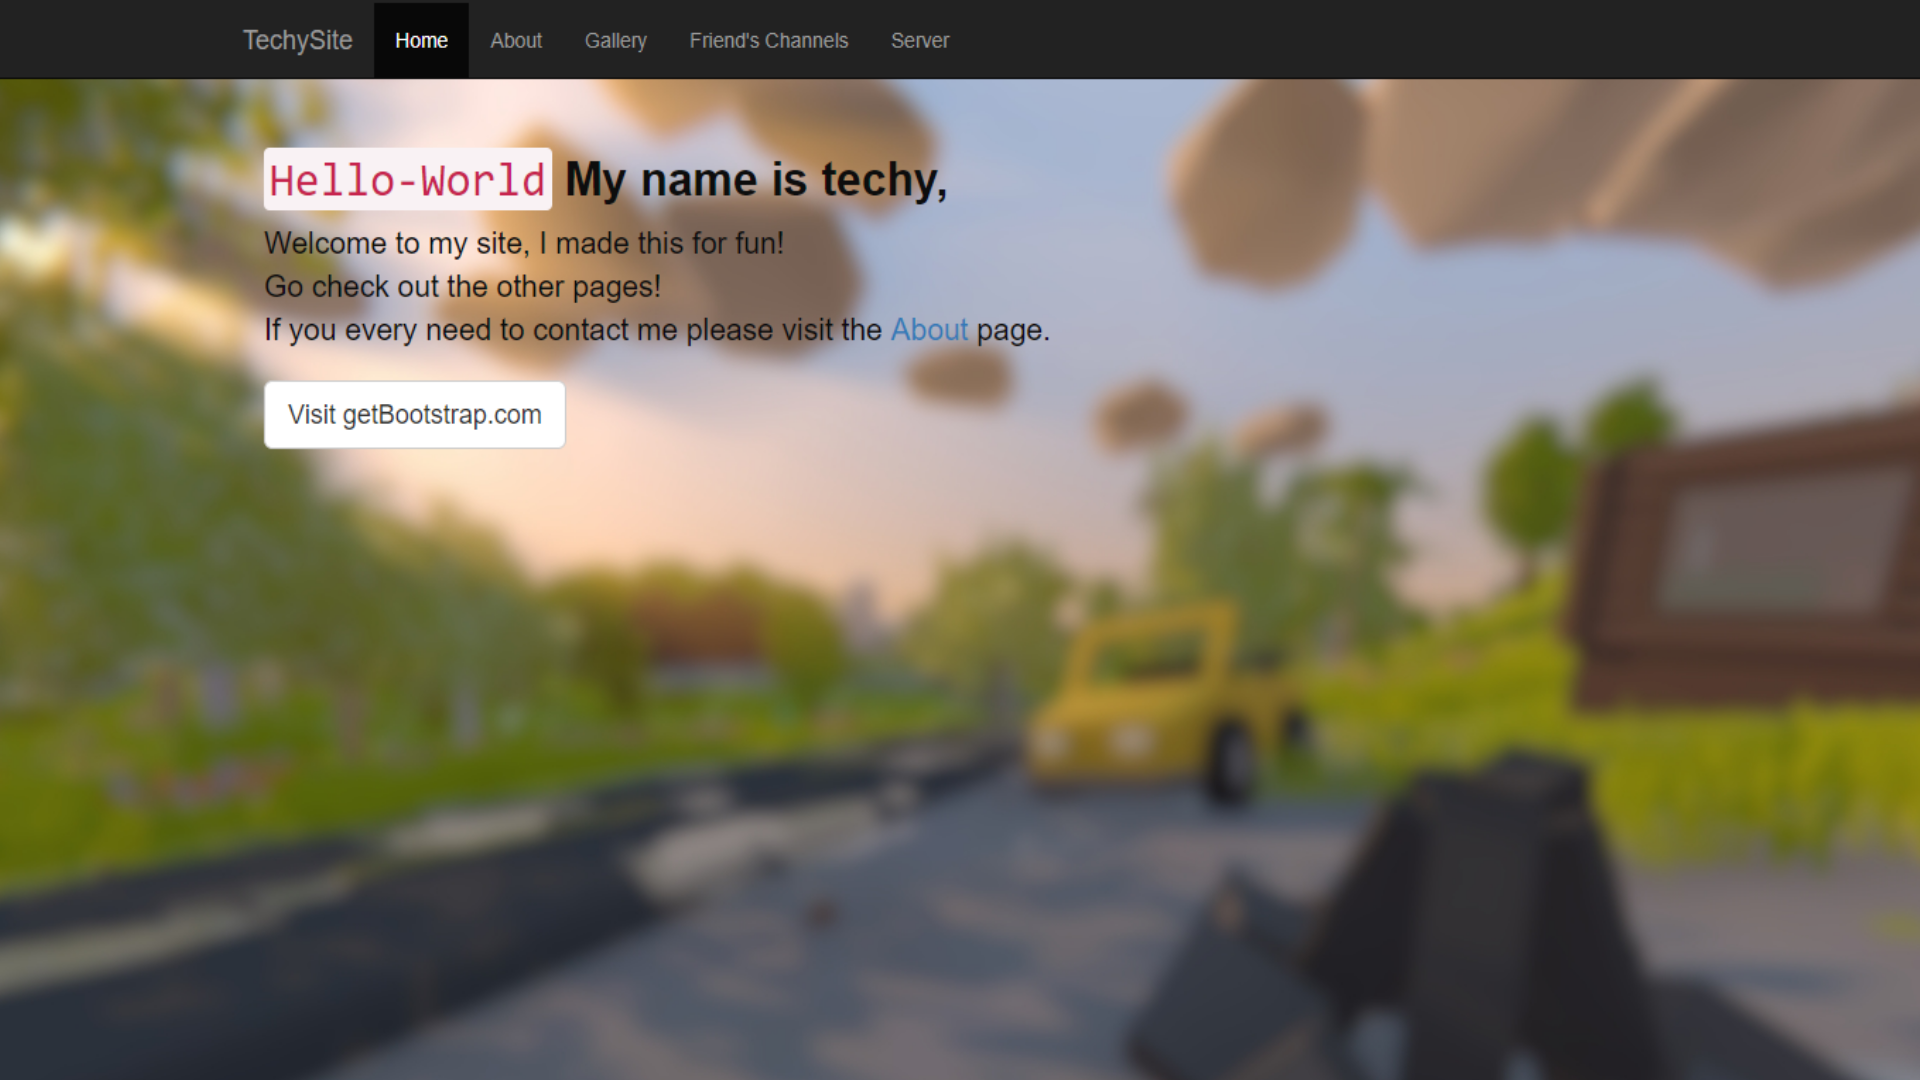 TechySite Home About Gallery Friend's Channels Server
Hello-World My name is techy,
Welcome to my site, I made this for fun!
Go check out the other pages!
If you every need to contact me please visit the About page.
Visit getBootstrap.com